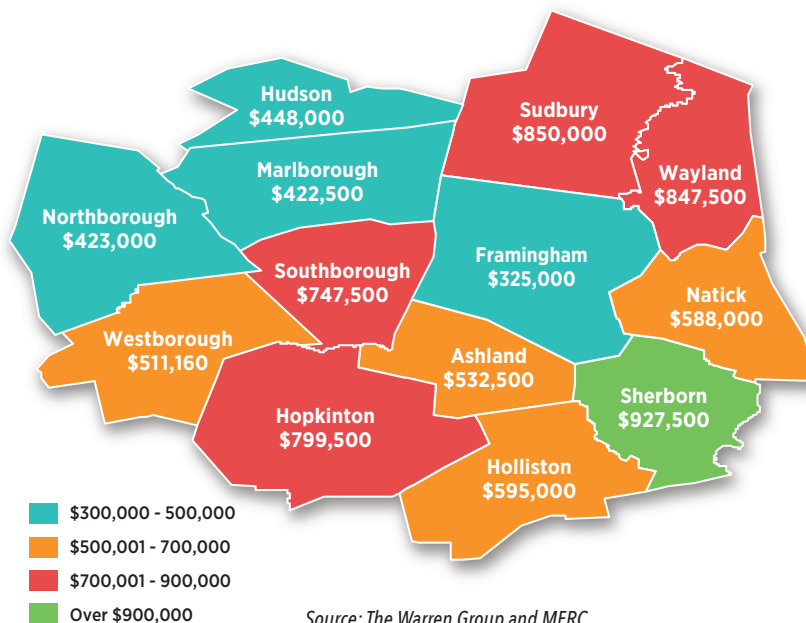 Hudson
$448,000
Sudbury
$850,000
Marlborough
$422,500
Wayland
$847,500
Northborough
$423,000
Framingham
$325,000
Southborough
$747,500
Natick
$588,000
Westborough
$511,160
Ashland
$532,500
Sherborn
$927,500
Hopkinton
$799,500
Holliston
$595,000
$300,000 - 500,000
$500,001 - 700,000
$700,001 - 900,000
Over $900,000
Source: The Warren Group and MERC